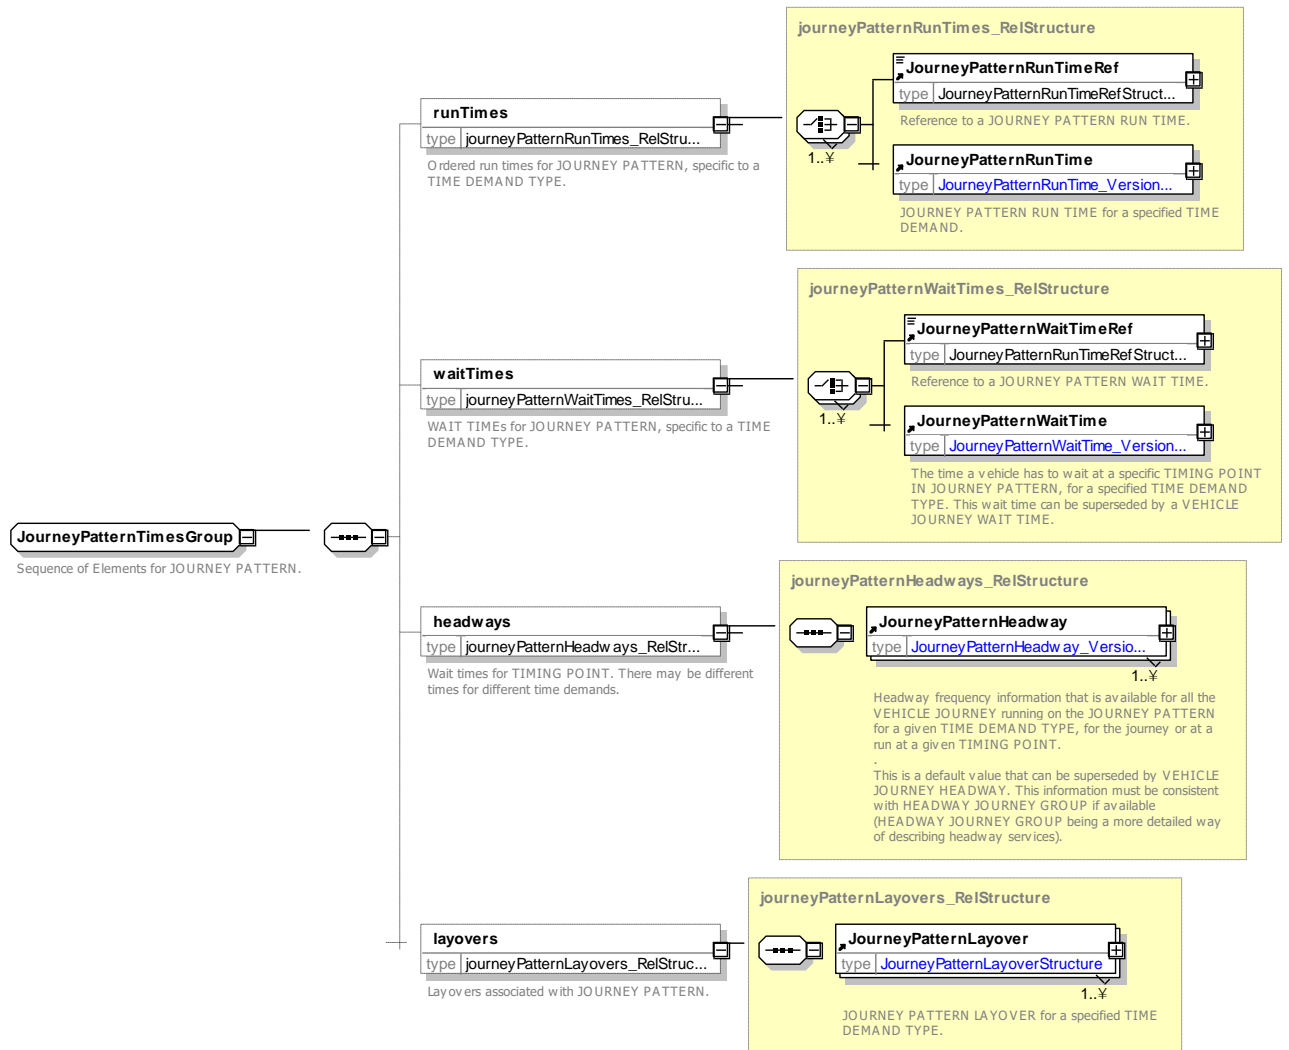 JourneyPatternTimesGroup
Sequence of Elements for JOURNEY PATTERN.
runTimes
type journeyPatternRunTimes_RelStru...
Ordered run times for JOURNEY PATTERN, specific to a
TIME DEMAND TYPE.
journeyPatternRunTimes_RelStructure
1..¥
JourneyPatternRunTimeRef
type JourneyPatternRunTimeRefStruct...
Reference to a JOURNEY PATTERN RUN TIME.
JourneyPatternRunTime
type JourneyPatternRunTime_Version...
JOURNEY PATTERN RUN TIME for a specified TIME
DEMAND.
waitTimes
type journeyPatternWaitTimes_RelStru...
WAIT TIMEs for JOURNEY PATTERN, specific to a TIME
DEMAND TYPE.
journeyPatternWaitTimes_RelStructure
1..¥
JourneyPatternWaitTimeRef
type JourneyPatternRunTimeRefStruct...
Reference to a JOURNEY PATTERN WAIT TIME.
JourneyPatternWaitTime
type JourneyPatternWaitTime_Version...
The time a vehicle has to wait at a specific TIMING POINT
IN JOURNEY PATTERN, for a specified TIME DEMAND
TYPE. This wait time can be superseded by a VEHICLE
JOURNEY WAIT TIME.
headways
type journeyPatternHeadways_RelStr...
Wait times for TIMING POINT. There may be different
times for different time demands.
journeyPatternHeadways_RelStructure
JourneyPatternHeadway
type JourneyPatternHeadway_Versio...
1..¥
Headway frequency information that is available for all the
VEHICLE JOURNEY running on the JOURNEY PATTERN
for a given TIME DEMAND TYPE, for the journey or at a
run at a given TIMING POINT.
.
This is a default value that can be superseded by VEHICLE
JOURNEY HEADWAY. This information must be consistent
with HEADWAY JOURNEY GROUP if available
(HEADWAY JOURNEY GROUP being a more detailed way
of describing headway services).
layovers
type journeyPatternLayovers_RelStruc...
Layovers associated with JOURNEY PATTERN.
journeyPatternLayovers_RelStructure
JourneyPatternLayover
type JourneyPatternLayoverStructure
1..¥
JOURNEY PATTERN LAYOVER for a specified TIME
DEMAND TYPE.